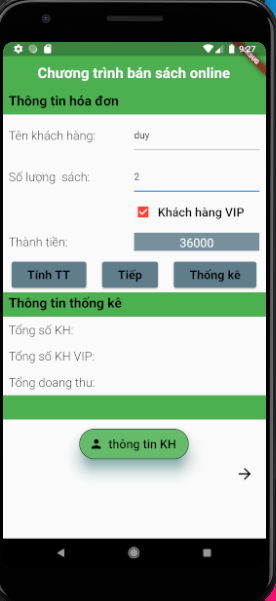 9:27
Chương trình bán sách online
Thông tin hóa đơn
Tên khách hàng: duy
Số lượng sách: 2
Khách hàng VIP
Thành tiền: 36000
Tính TT Tiếp Thống kê
Thông tin thống kê
Tổng số KH:
Tổng số KH VIP:
Tổng doang thu:
thông tin KH